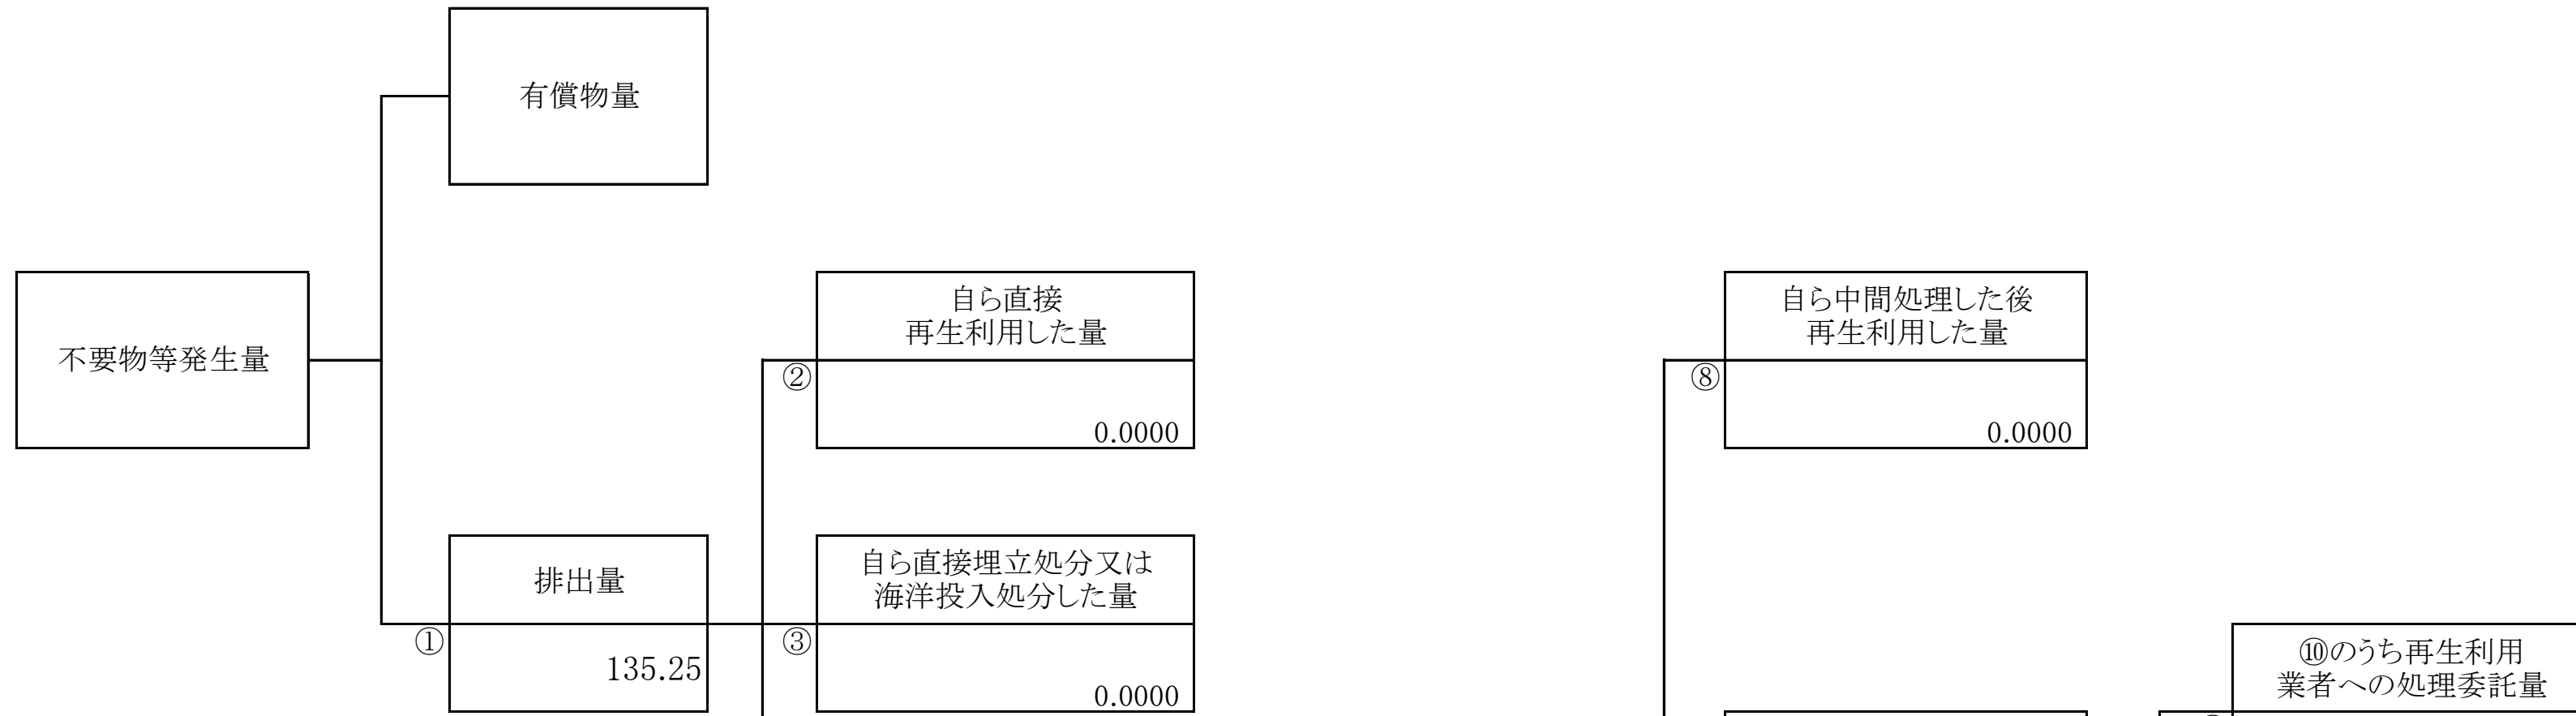 有償物量
不要物等発生量
自ら直接
再生利用した量
②
0.0000
自ら中間処理した後
再生利用した量
⑧
0.0000
排出量
①
135.25
自ら直接埋立処分又は
海洋投入処分した量
③
0.0000
⑩のうち再生利用
業者への処理委託量